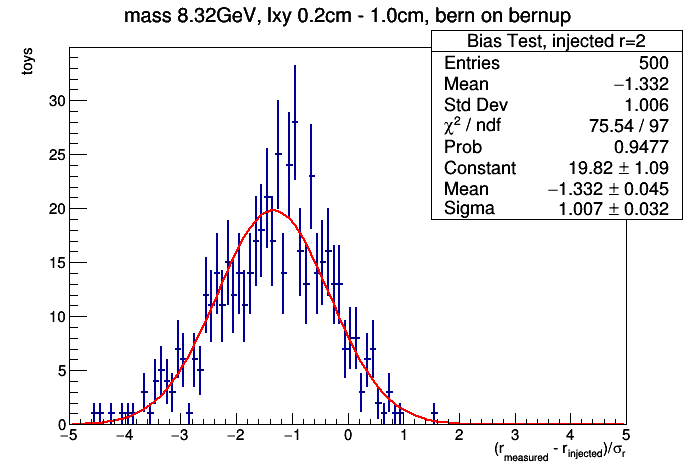 mass 8.32GeV, lxy 0.2cm - 1.0cm, bern on bernup
Bias Test, injected r=2
Entries 500
Mean −1.332
Std Dev 1.006
χ² / ndf 75.54 / 97
Prob 0.9477
Constant 19.82 ± 1.09
Mean −1.332 ± 0.045
Sigma 1.007 ± 0.032
toys
30
25
20
15
10
5
0
−5 −4 −3 −2 −1 0 1 2 3 4 5
(r_measured - r_injected)/σ_r